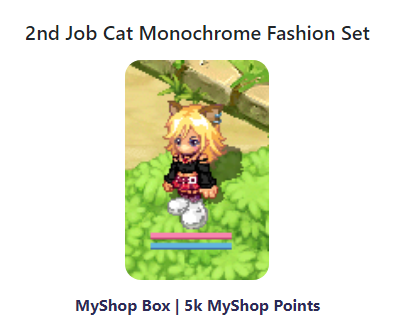 2nd Job Cat Monochrome Fashion Set
MyShop Box | 5k MyShop Points